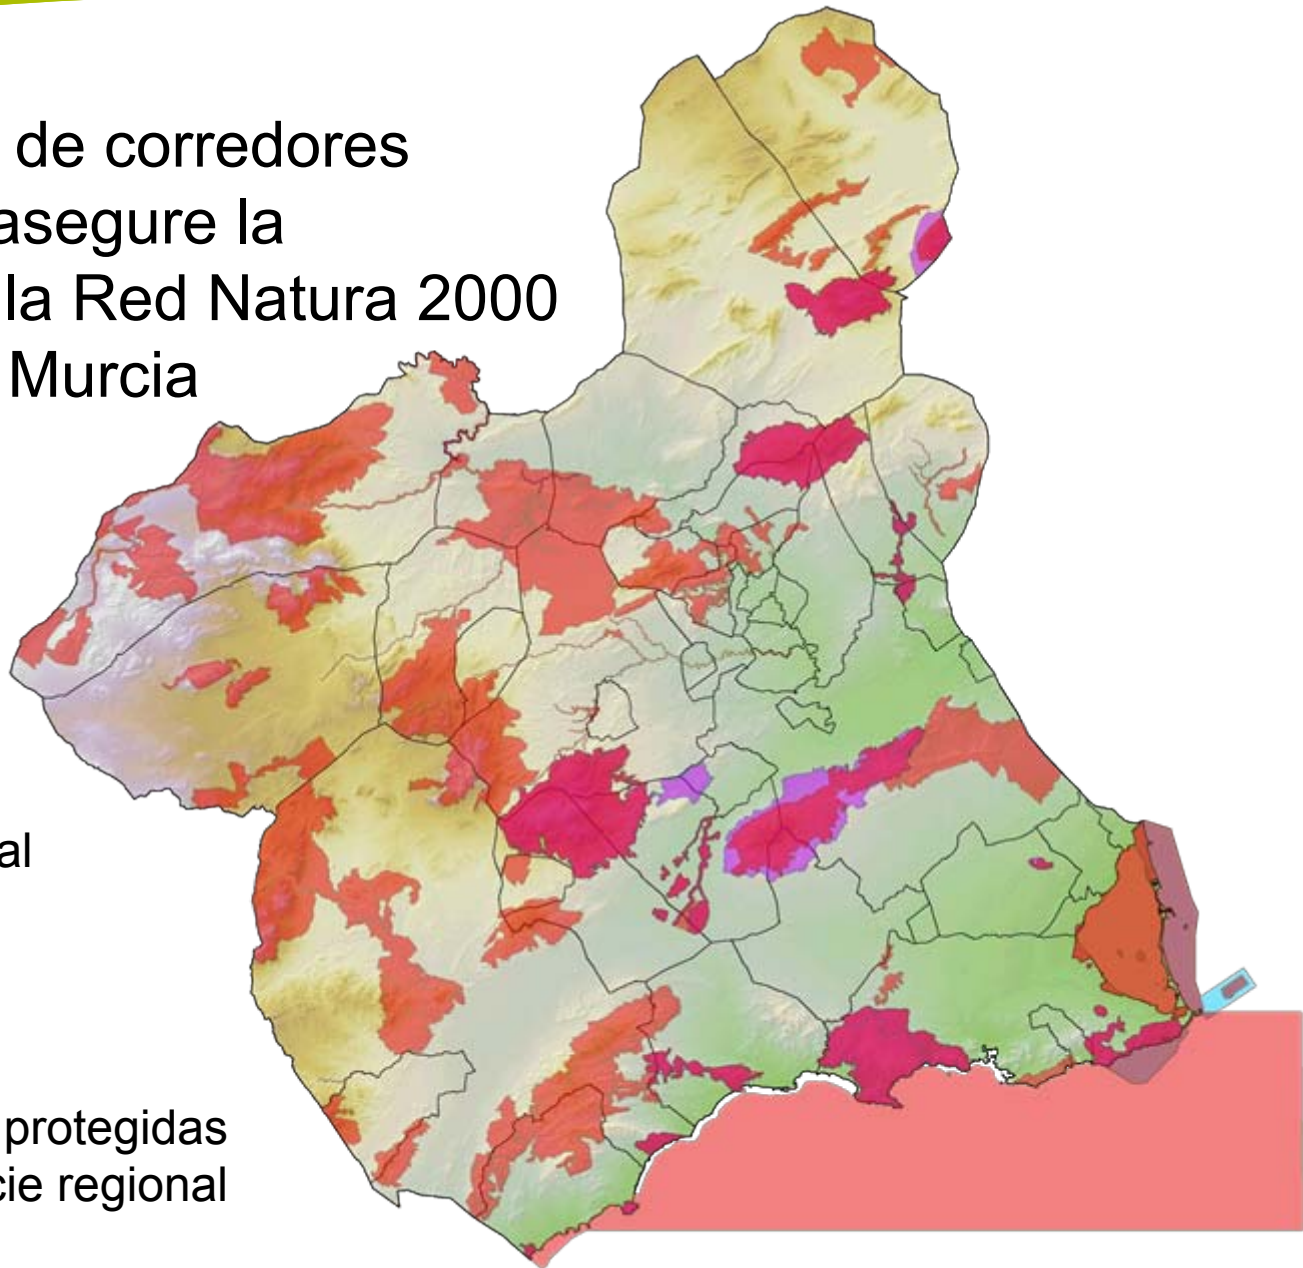 de corredores
asegure la
la Red Natura 2000
Murcia
al
protegidas
cie regional